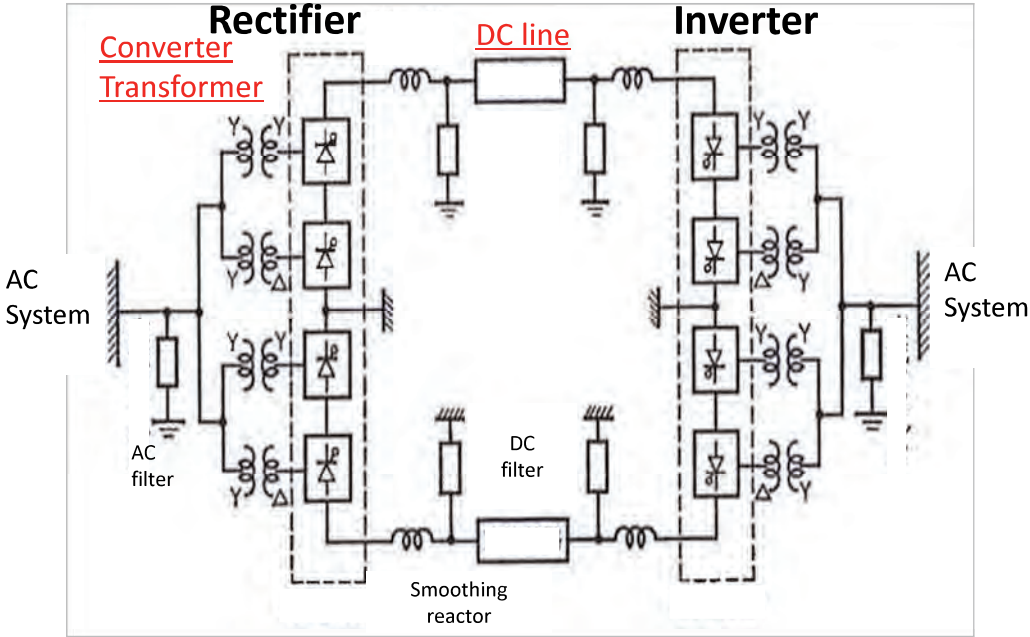 Rectifier
Inverter
Converter
Transformer
DC line
Y Y
Y Y
Y Δ
Δ Y
AC
System
AC
System
Y Y
Y Y
AC
filter
DC
filter
Y Δ
Δ Y
Smoothing
reactor